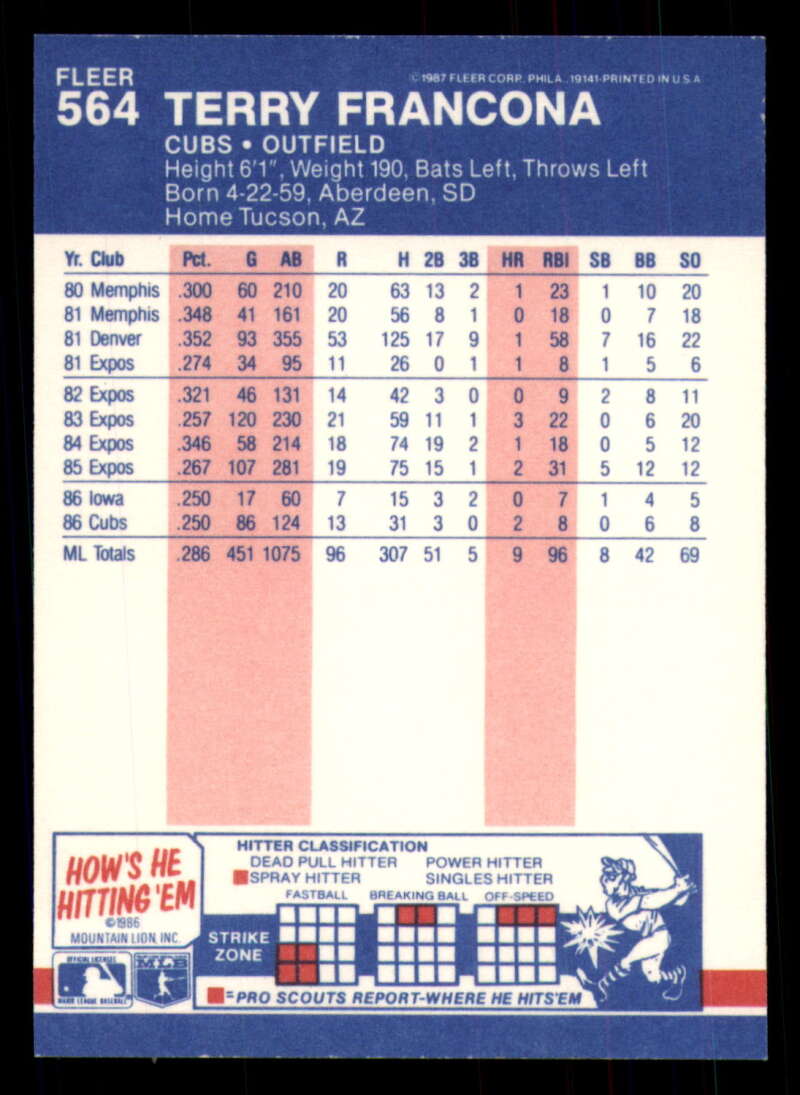 FLEER
©1987 FLEER CORP. PHILA., 19141-PRINTED IN U.S.A
564 TERRY FRANCONA
CUBS • OUTFIELD
Height 6'1", Weight 190, Bats Left, Throws Left
Born 4-22-59, Aberdeen, SD
Home Tucson, AZ
Yr. Club Pct. G AB R H 2B 3B HR RBI SB BB SO
80 Memphis .300 60 210 20 63 13 2 1 23 1 10 20
81 Memphis .348 41 161 20 56 8 1 0 18 0 7 18
81 Denver .352 93 355 53 125 17 9 1 58 7 16 22
81 Expos .274 34 95 11 26 0 1 1 8 1 5 6
82 Expos .321 46 131 14 42 3 0 0 9 2 8 11
83 Expos .257 120 230 21 59 11 1 3 22 0 6 20
84 Expos .346 58 214 18 74 19 2 1 18 0 5 12
85 Expos .267 107 281 19 75 15 1 2 31 5 12 12
86 Iowa .250 17 60 7 15 3 2 0 7 1 4 5
86 Cubs .250 86 124 13 31 3 0 2 8 0 6 8
ML Totals .286 451 1075 96 307 51 5 9 96 8 42 69
HOW'S HE
HITTING 'EM
©1986
MOUNTAIN LION, INC.
OFFICIAL LICENSEE
MAJOR LEAGUE BASEBALL
MLB
HITTER CLASSIFICATION
DEAD PULL HITTER POWER HITTER
SPRAY HITTER SINGLES HITTER
FASTBALL BREAKING BALL OFF-SPEED
STRIKE
ZONE
=PRO SCOUTS REPORT-WHERE HE HITS'EM